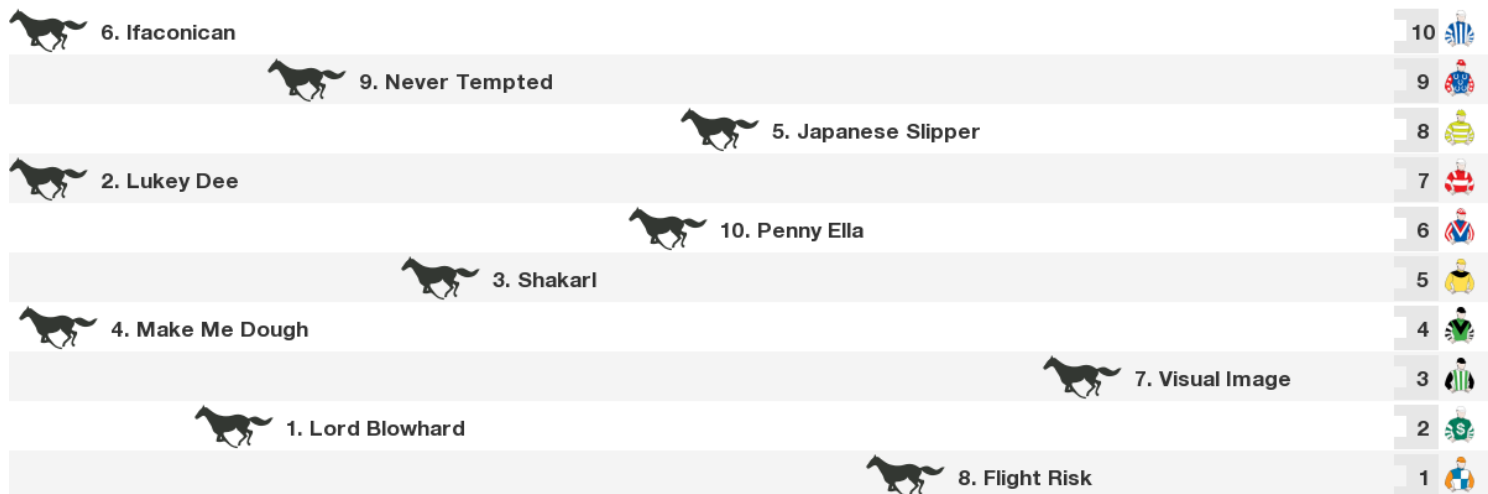 6. Ifaconican 10
9. Never Tempted 9
5. Japanese Slipper 8
2. Lukey Dee 7
10. Penny Ella 6
3. Shakarl 5
4. Make Me Dough 4
7. Visual Image 3
1. Lord Blowhard 2 $
8. Flight Risk 1